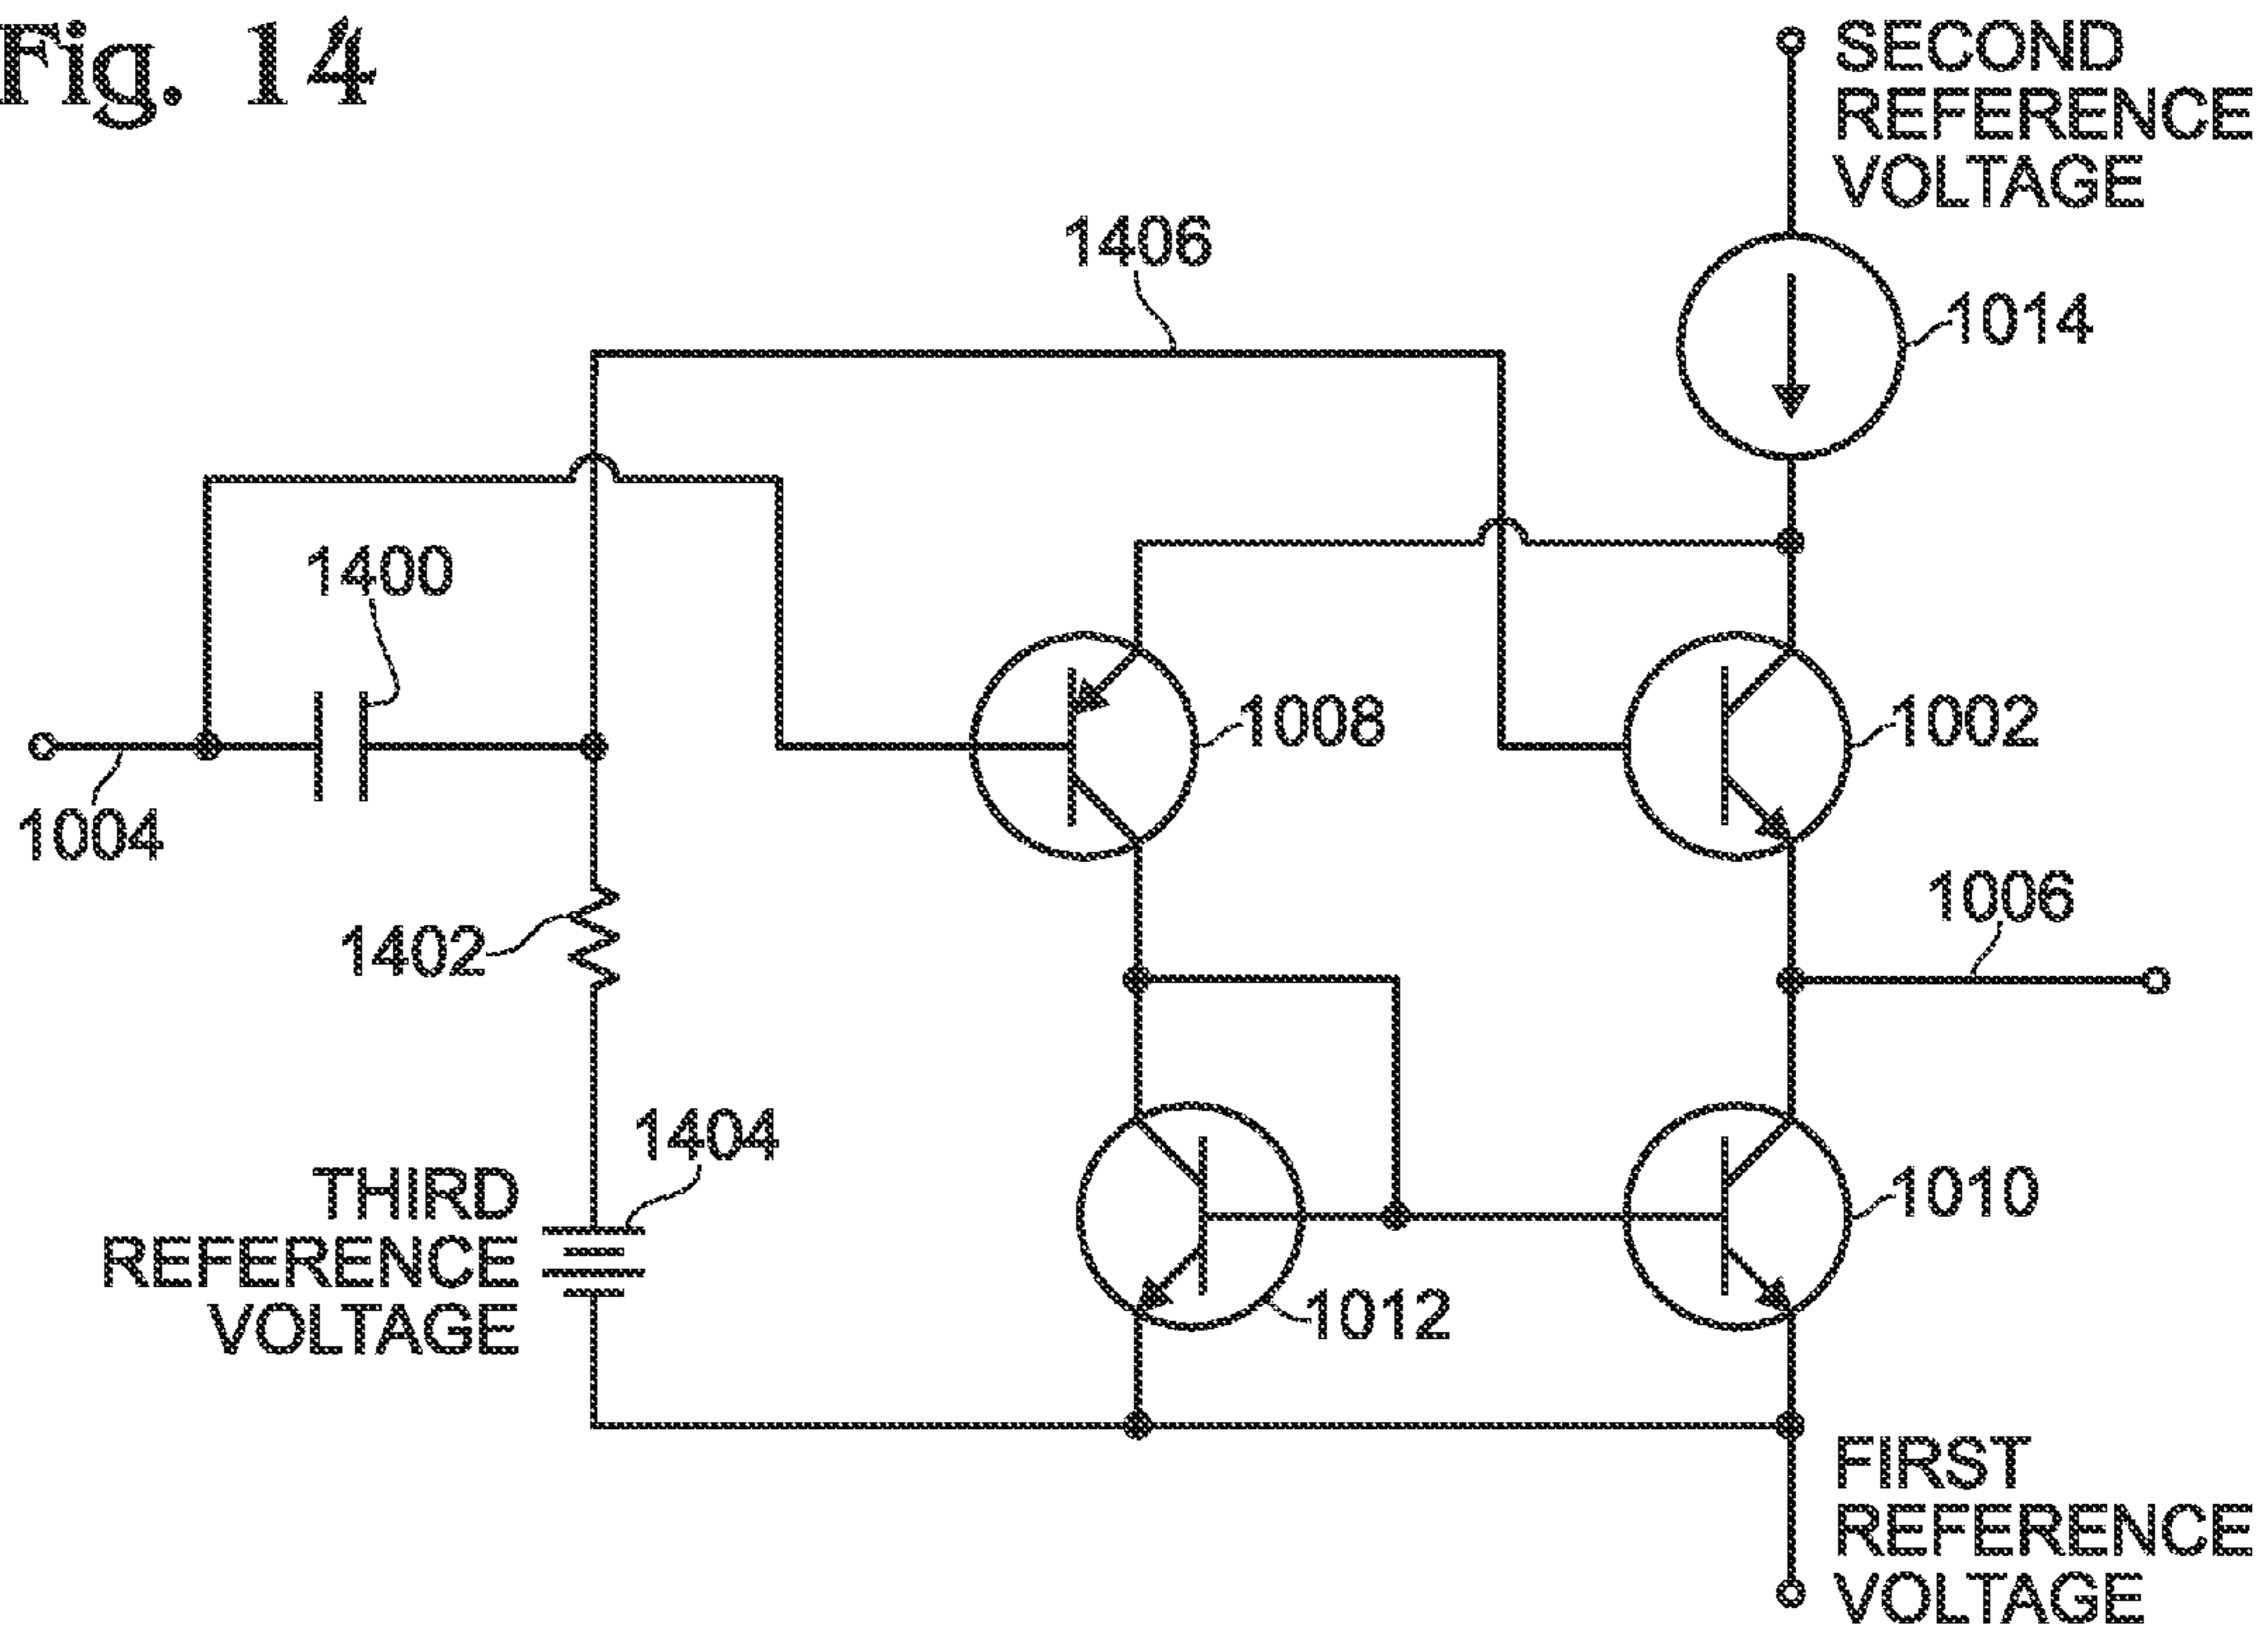 Fig. 14
SECOND
REFERENCE
VOLTAGE
1406
1014
1400
1008
1002
1004
1006
1402
1404
THIRD
REFERENCE
VOLTAGE
1010
1012
FIRST
REFERENCE
VOLTAGE